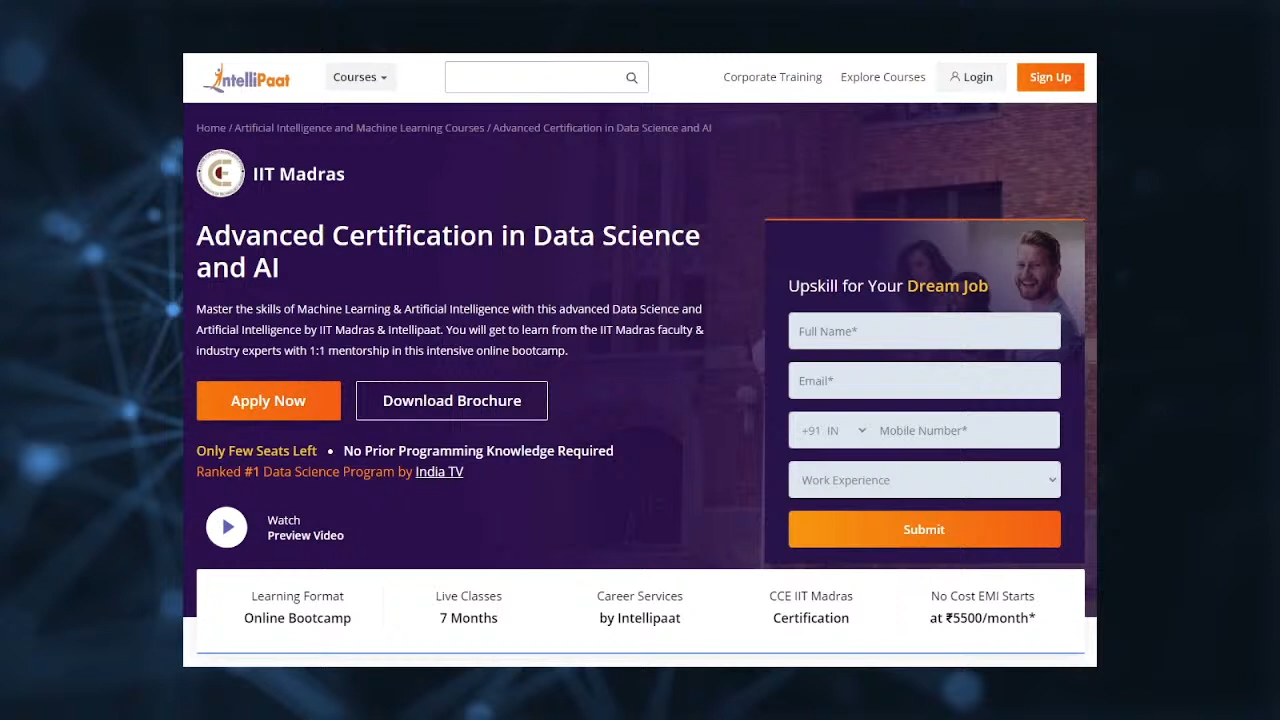 IntelliPaat
Courses
Corporate Training
Explore Courses
Login
Sign Up
Home / Artificial Intelligence and Machine Learning Courses / Advanced Certification in Data Science and AI
IIT Madras
Advanced Certification in Data Science
and AI
Master the skills of Machine Learning & Artificial Intelligence with this advanced Data Science and
Artificial Intelligence by IIT Madras & Intellipaat. You will get to learn from the IIT Madras faculty &
industry experts with 1:1 mentorship in this intensive online bootcamp.
Apply Now
Download Brochure
Only Few Seats Left • No Prior Programming Knowledge Required
Ranked #1 Data Science Program by India TV
Watch
Preview Video
Upskill for Your Dream Job
Full Name*
Email*
+91 IN
Mobile Number*
Work Experience
Submit
Learning Format
Online Bootcamp
Live Classes
7 Months
Career Services
by Intellipaat
CCE IIT Madras
Certification
No Cost EMI Starts
at ₹5500/month*